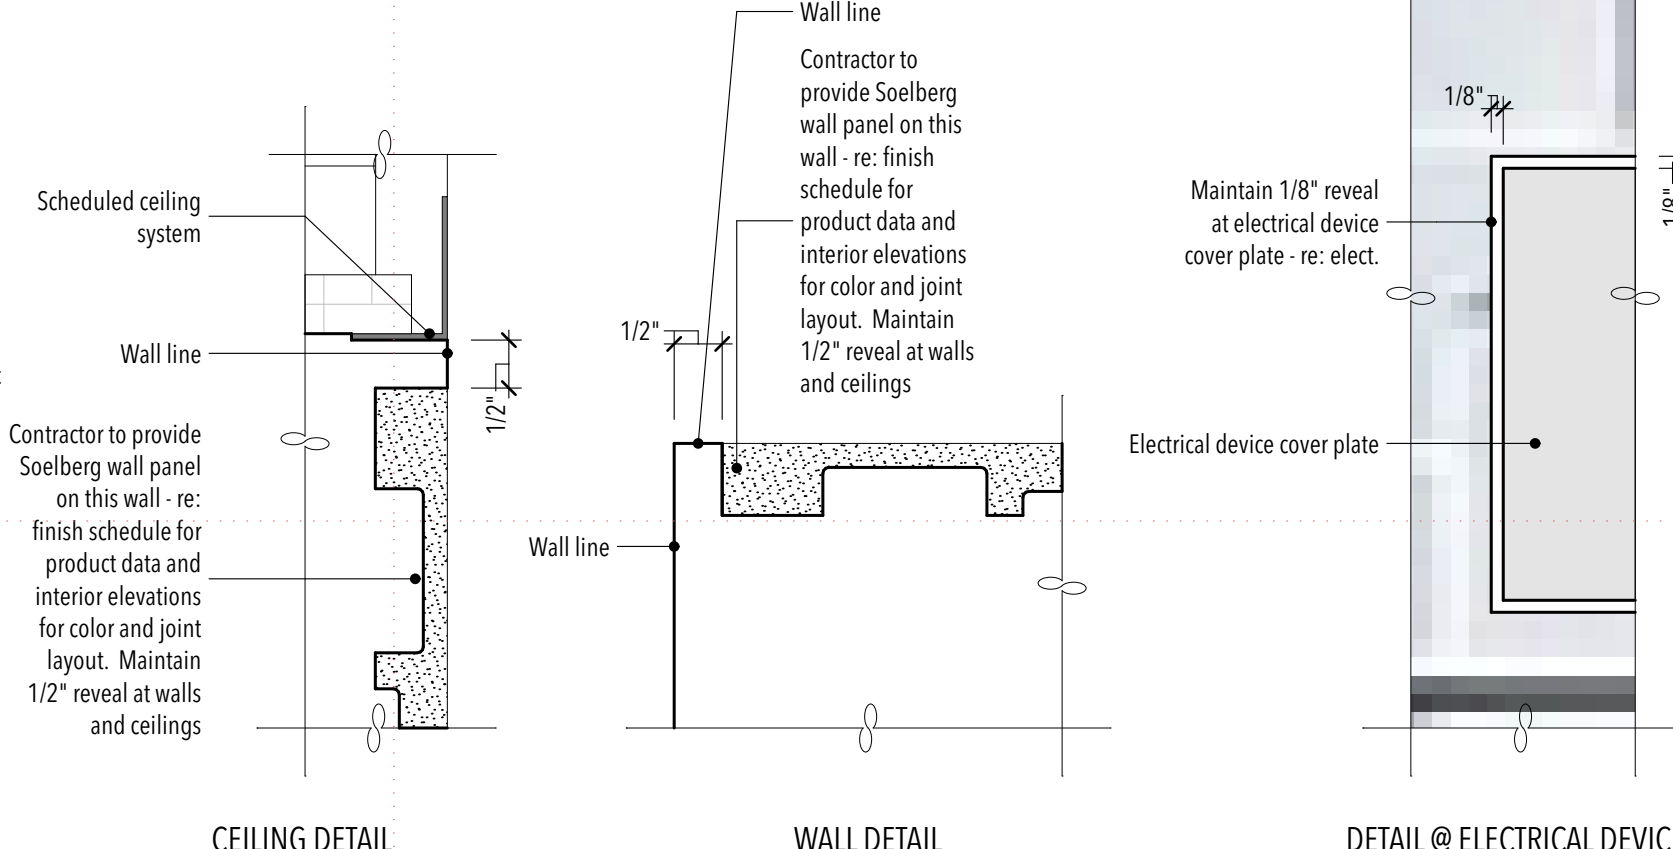 Scheduled ceiling
system
Wall line
1/2"
Contractor to provide
Soelberg wall panel
on this wall - re:
finish schedule for
product data and
interior elevations
for color and joint
layout.  Maintain
1/2" reveal at walls
and ceilings
CEILING DETAIL
Wall line
Contractor to
provide Soelberg
wall panel on this
wall - re: finish
schedule for
product data and
interior elevations
for color and joint
layout.  Maintain
1/2" reveal at walls
and ceilings
1/2"
Wall line
WALL DETAIL
1/8"
Maintain 1/8" reveal
at electrical device
cover plate - re: elect.
1/8"
Electrical device cover plate
DETAIL @ ELECTRICAL DEVIC